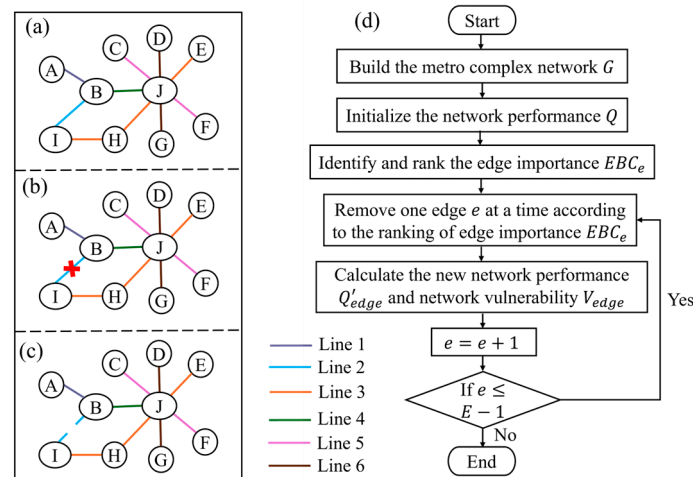 (a)
A
B
C
D
E
J
I
H
G
F
(b)
A
B
C
D
E
J
I
H
G
F
(c)
A
B
C
D
E
J
I
H
G
F
Line 1
Line 2
Line 3
Line 4
Line 5
Line 6
(d)
Start
Build the metro complex network G
Initialize the network performance Q
Identify and rank the edge importance EBC_e
Remove one edge e at a time according
to the ranking of edge importance EBC_e
Calculate the new network performance
Q'_edge and network vulnerability V_edge
e = e + 1
If e ≤
E − 1
Yes
No
End